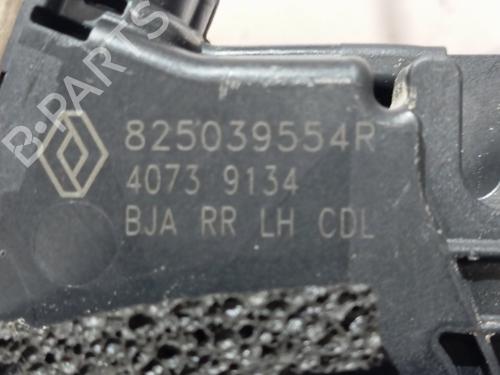 B-PARTS
825039554R
4073 9134
BJA RR LH CDL